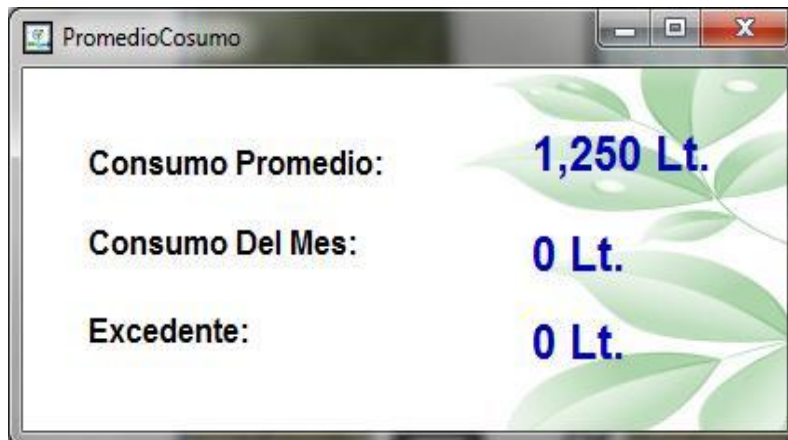 PromedioCosumo
Consumo Promedio: 1,250 Lt.
Consumo Del Mes: 0 Lt.
Excedente: 0 Lt.